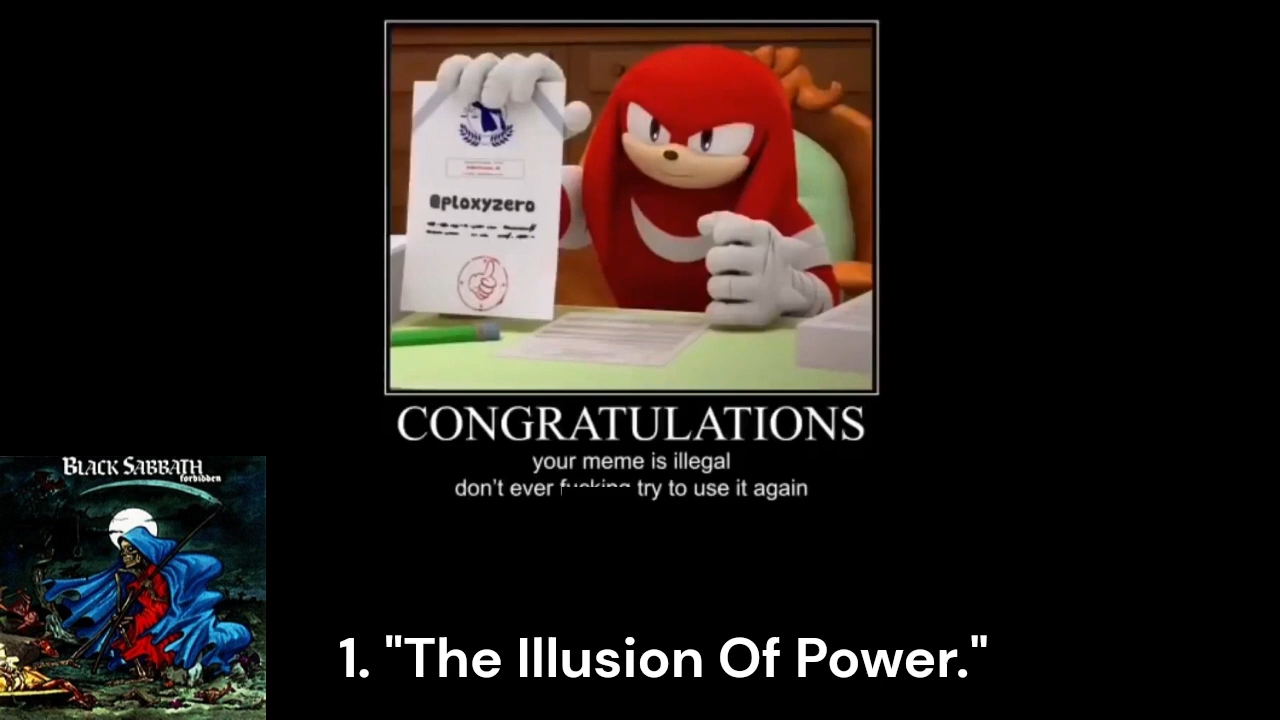 @ploxyzero
CONGRATULATIONS
your meme is illegal
don't ever fucking try to use it again
BLACK SABBATH
forbidden
1. "The Illusion Of Power."